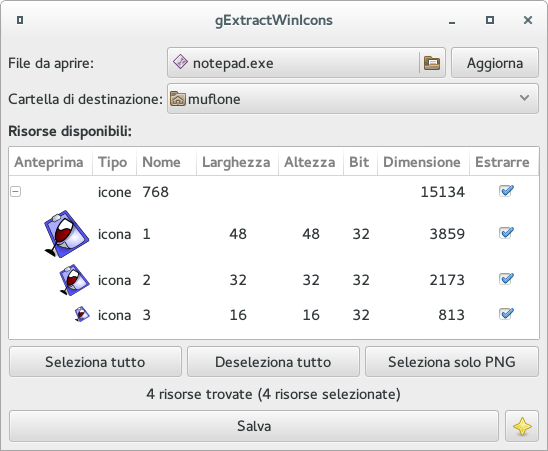 gExtractWinIcons
File da aprire: notepad.exe Aggiorna
Cartella di destinazione: muflone
Risorse disponibili:
Anteprima Tipo Nome Larghezza Altezza Bit Dimensione Estrarre
icone 768 15134
icona 1 48 48 32 3859
icona 2 32 32 32 2173
icona 3 16 16 32 813
Seleziona tutto Deseleziona tutto Seleziona solo PNG
4 risorse trovate (4 risorse selezionate)
Salva